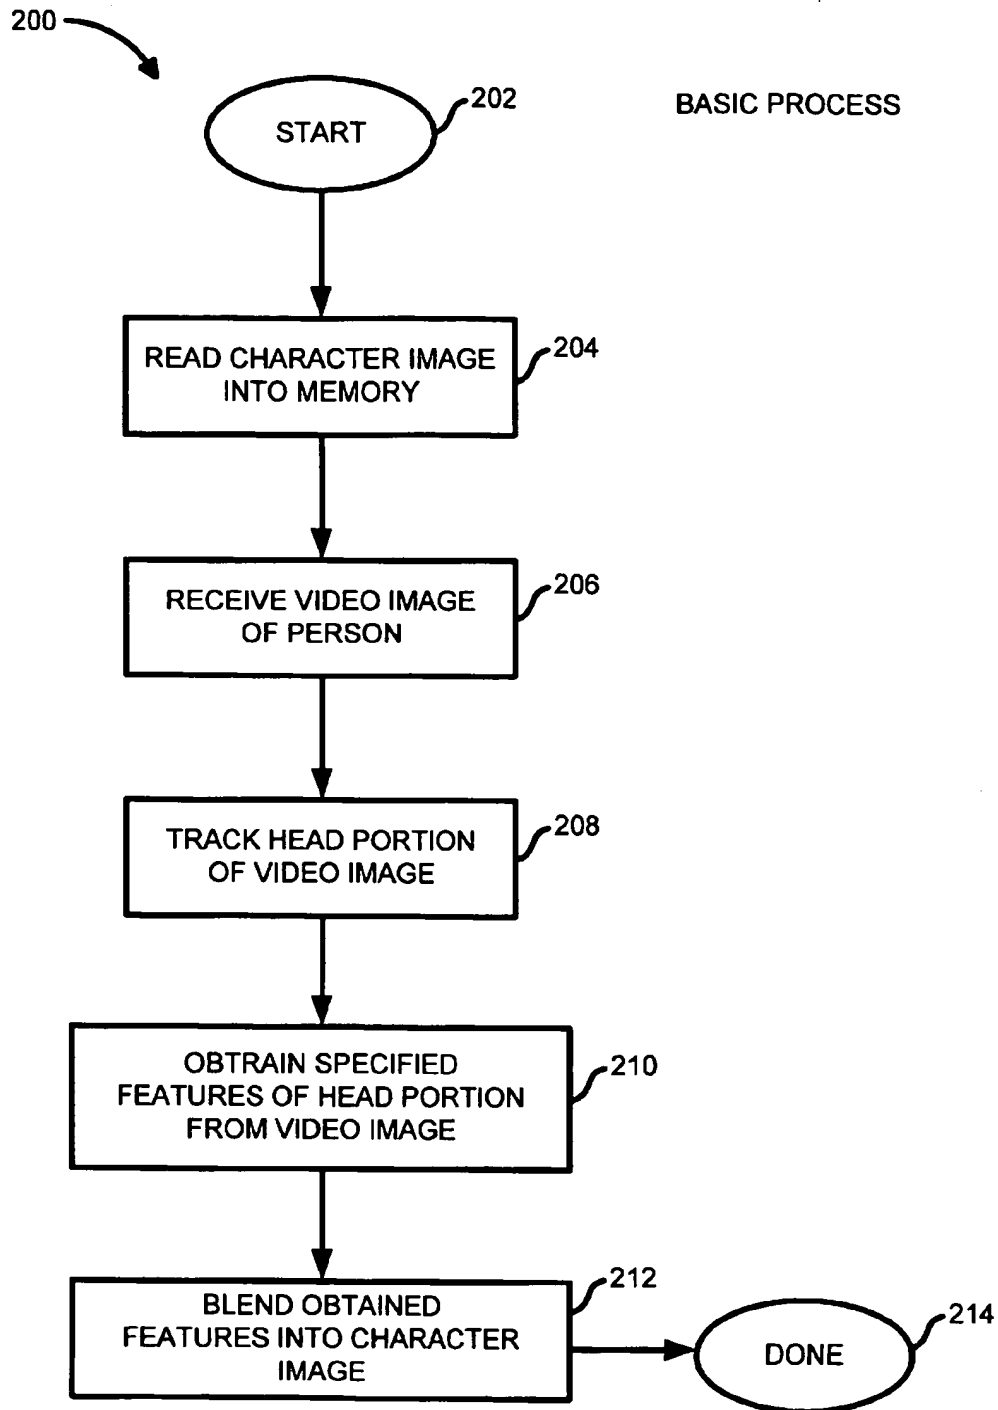 200
202
BASIC PROCESS
START
READ CHARACTER IMAGE
INTO MEMORY
204
RECEIVE VIDEO IMAGE
OF PERSON
206
TRACK HEAD PORTION
OF VIDEO IMAGE
208
OBTRAIN SPECIFIED
FEATURES OF HEAD PORTION
FROM VIDEO IMAGE
210
BLEND OBTAINED
FEATURES INTO CHARACTER
IMAGE
212
DONE
214